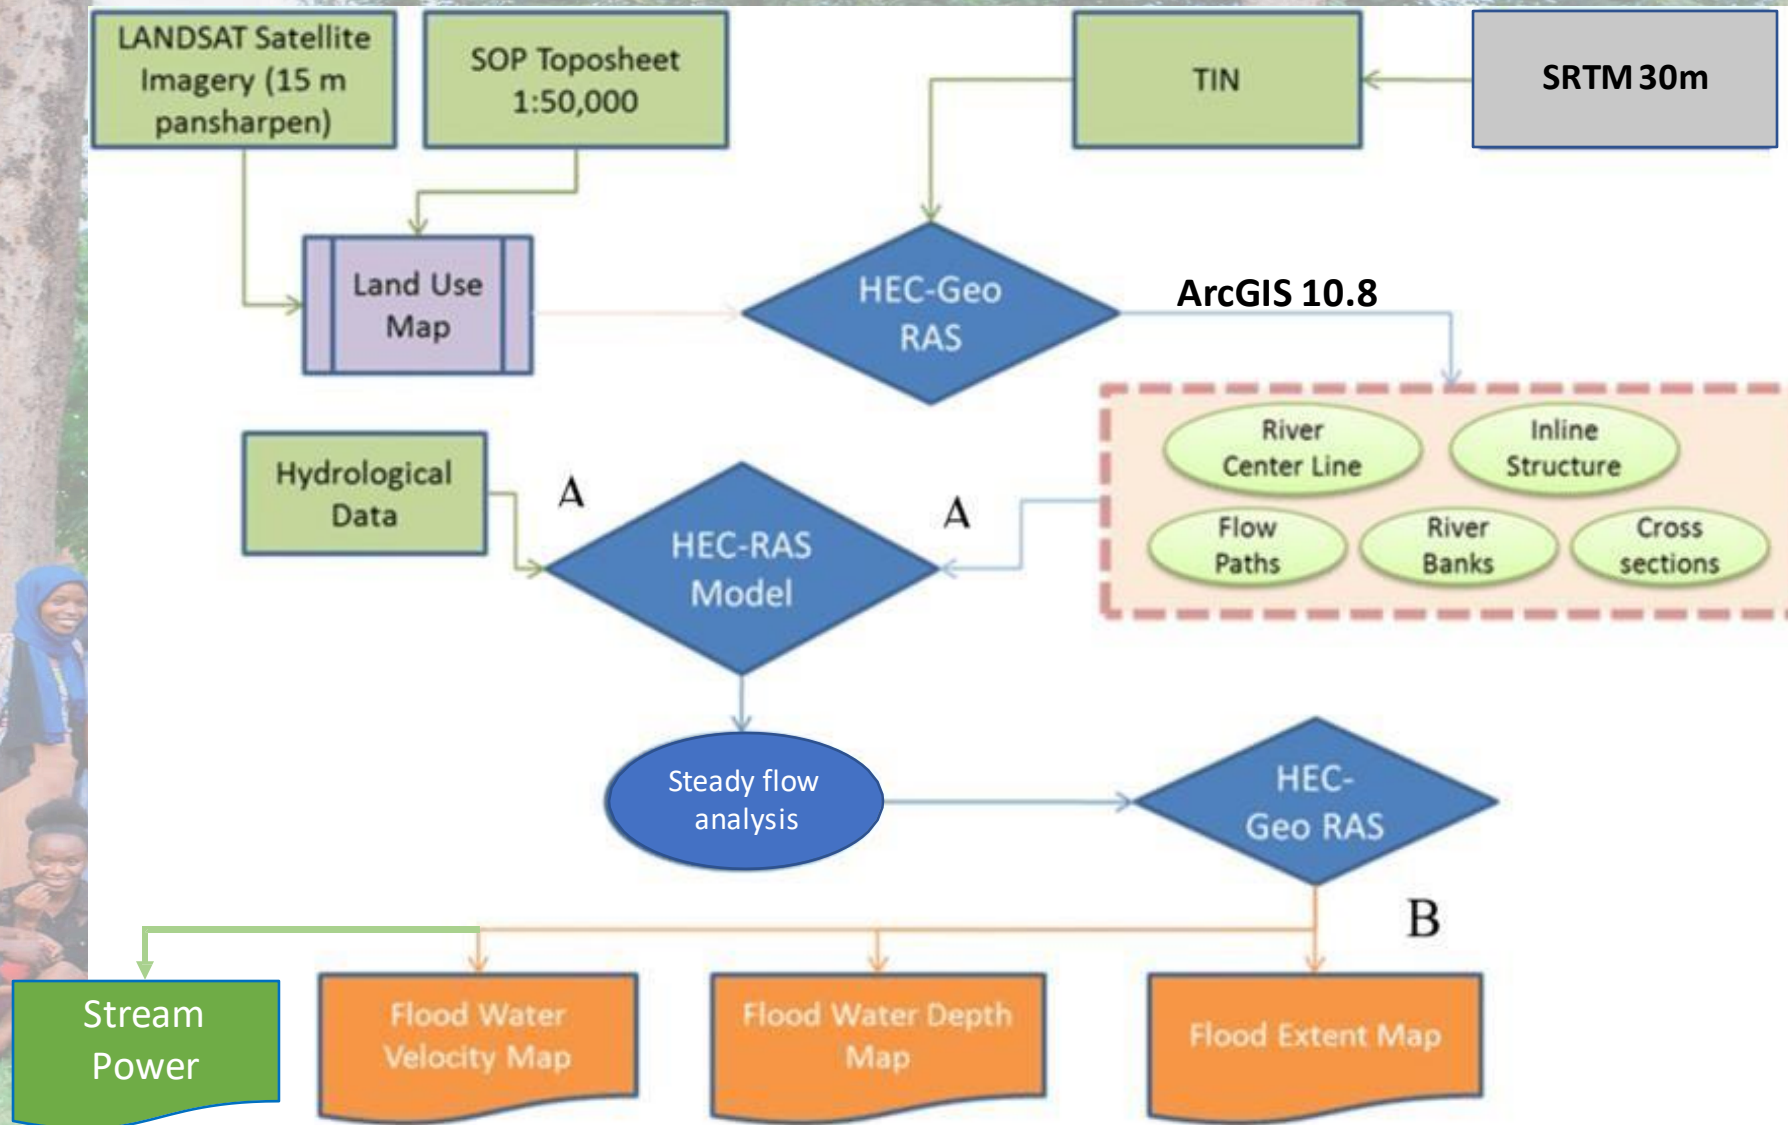 LANDSAT Satellite
Imagery (15 m
pansharpen)
SOP Toposheet
1:50,000
TIN
SRTM 30m
Land Use
Map
HEC-Geo
RAS
ArcGIS 10.8
River
Center Line
Inline
Structure
Flow
Paths
River
Banks
Cross
sections
Hydrological
Data
A
HEC-RAS
Model
A
Steady flow
analysis
HEC-
Geo RAS
B
Stream
Power
Flood Water
Velocity Map
Flood Water Depth
Map
Flood Extent Map